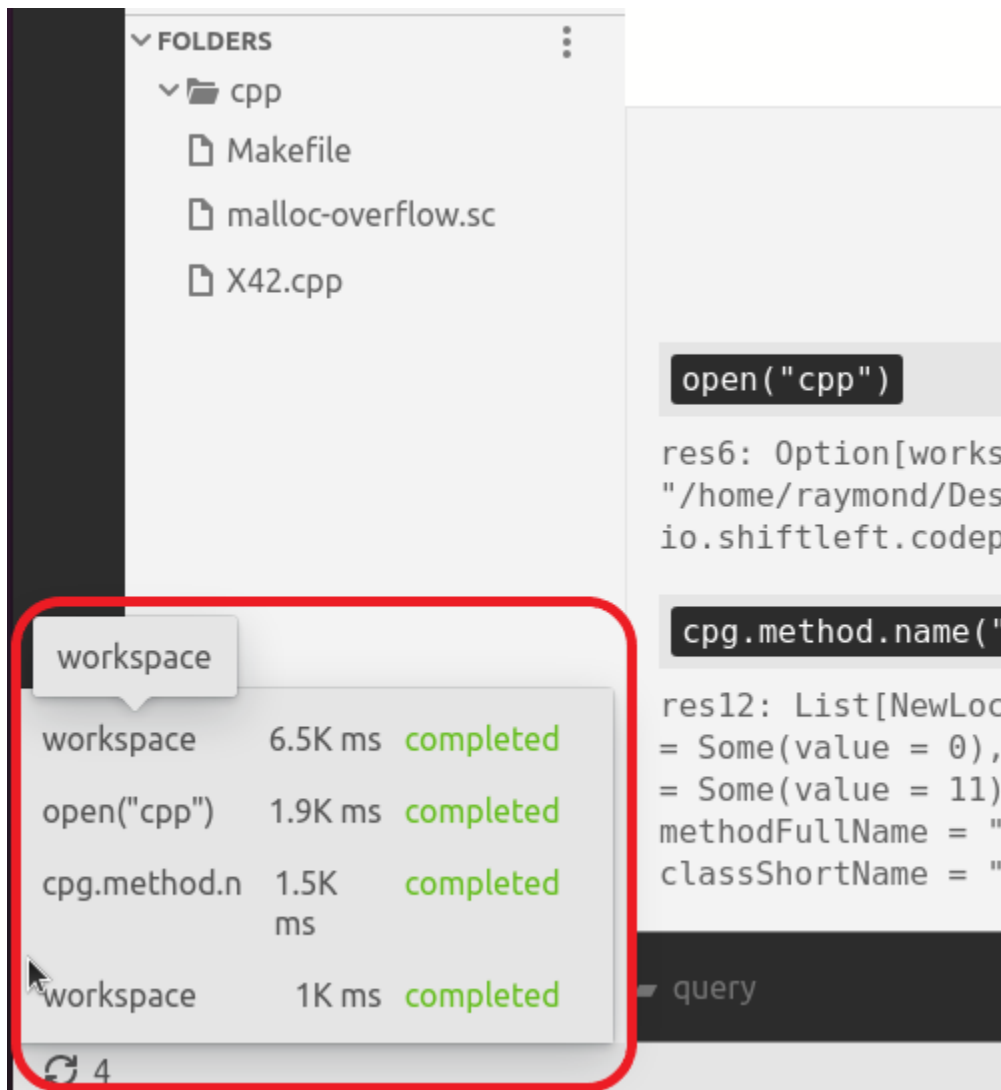 FOLDERS
cpp
Makefile
malloc-overflow.sc
X42.cpp
open("cpp")
res6: Option[works
"/home/raymond/Des
io.shiftleft.codep
cpg.method.name("
res12: List[NewLoc
= Some(value = 0),
= Some(value = 11)
methodFullName = "
classShortName = "
query
workspace
workspace 6.5K ms completed
open("cpp") 1.9K ms completed
cpg.method.n 1.5K ms completed
workspace 1K ms completed
4